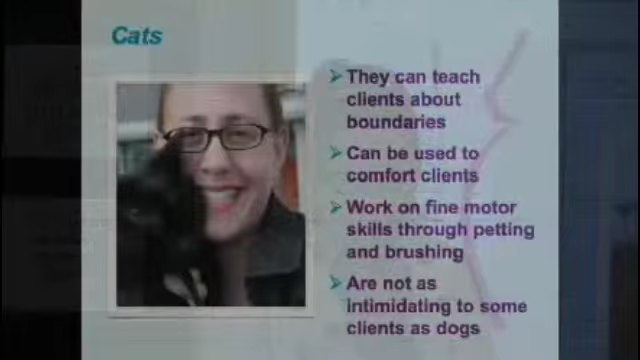 Cats
➢ They can teach
clients about
boundaries
➢ Can be used to
comfort clients
➢ Work on fine motor
skills through petting
and brushing
➢ Are not as
intimidating to some
clients as dogs